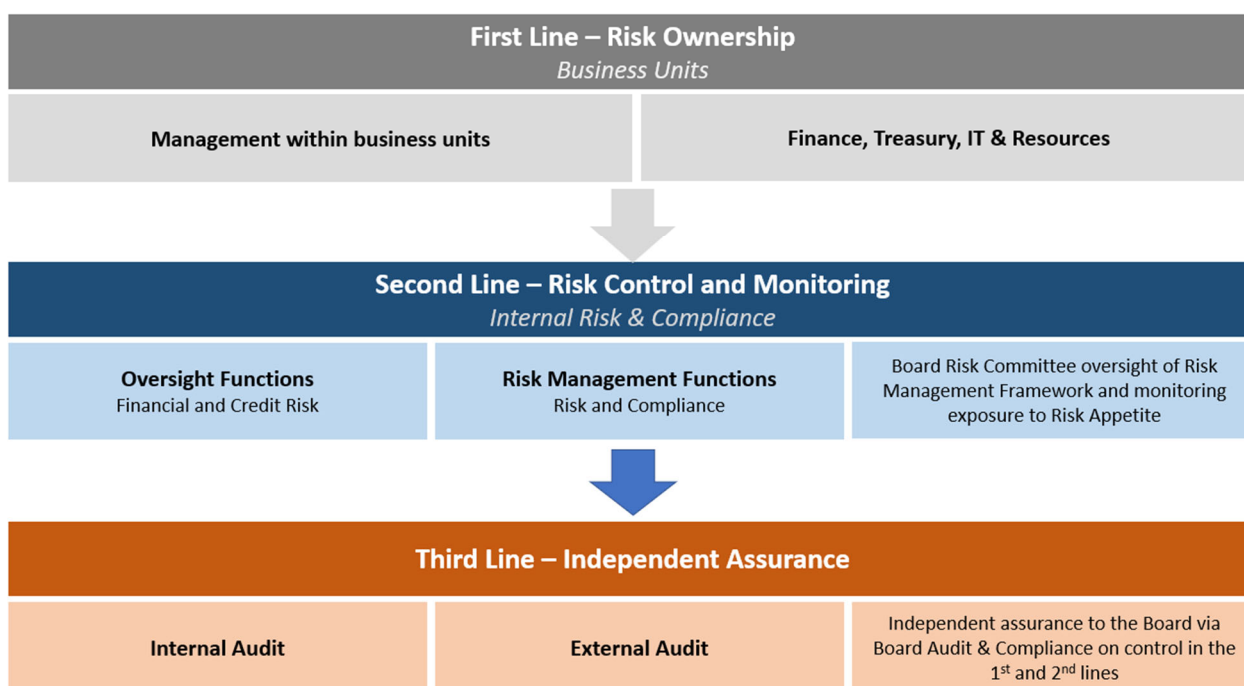 First Line – Risk Ownership
Business Units
Management within business units
Finance, Treasury, IT & Resources
Second Line – Risk Control and Monitoring
Internal Risk & Compliance
Oversight Functions
Financial and Credit Risk
Risk Management Functions
Risk and Compliance
Board Risk Committee oversight of Risk
Management Framework and monitoring
exposure to Risk Appetite
Third Line – Independent Assurance
Internal Audit
External Audit
Independent assurance to the Board via
Board Audit & Compliance on control in the
1st and 2nd lines